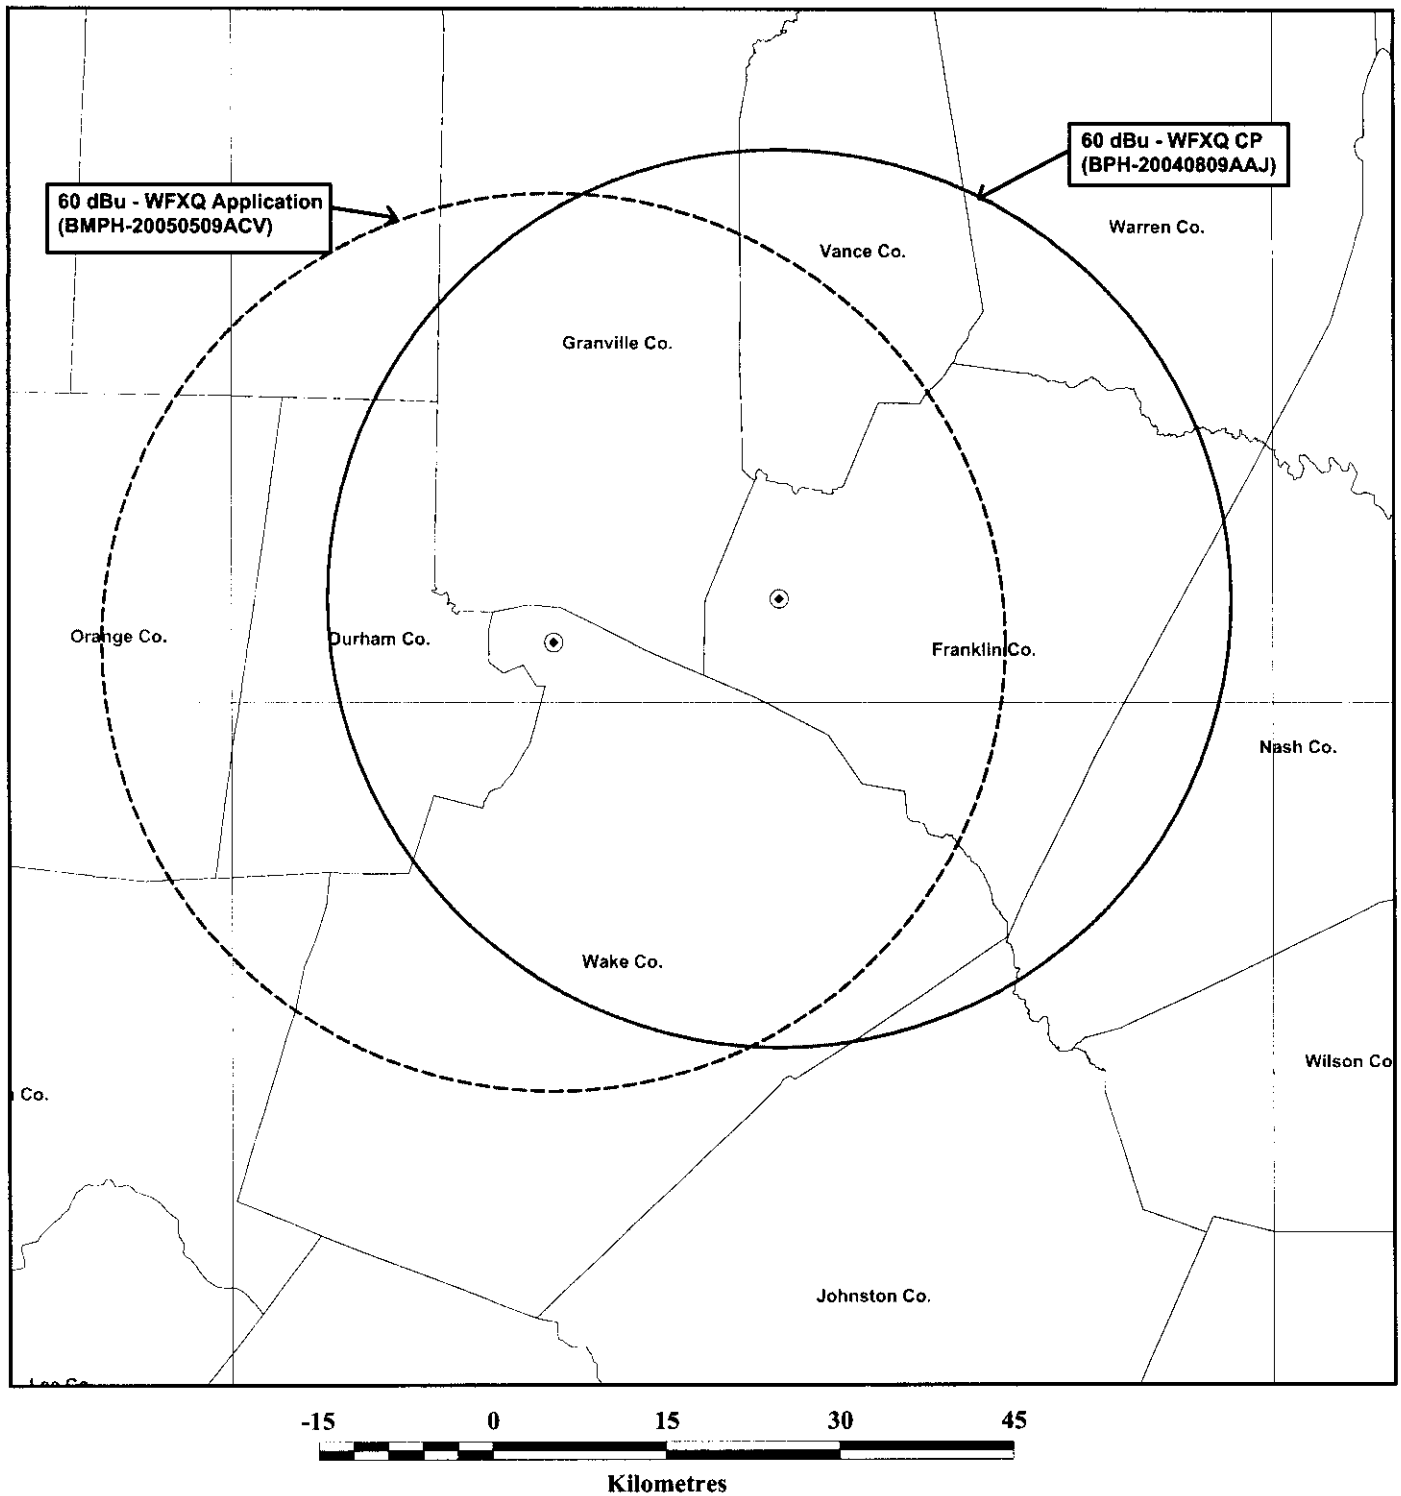 60 dBu - WFXQ CP
(BPH-20040809AAJ)
60 dBu - WFXQ Application
(BMPH-20050509ACV)
Warren Co.
Vance Co.
Granville Co.
Orange Co.
Durham Co.
Franklin Co.
Nash Co.
Wake Co.
Wilson Co
Co.
Johnston Co.
-15 0 15 30 45
Kilometres